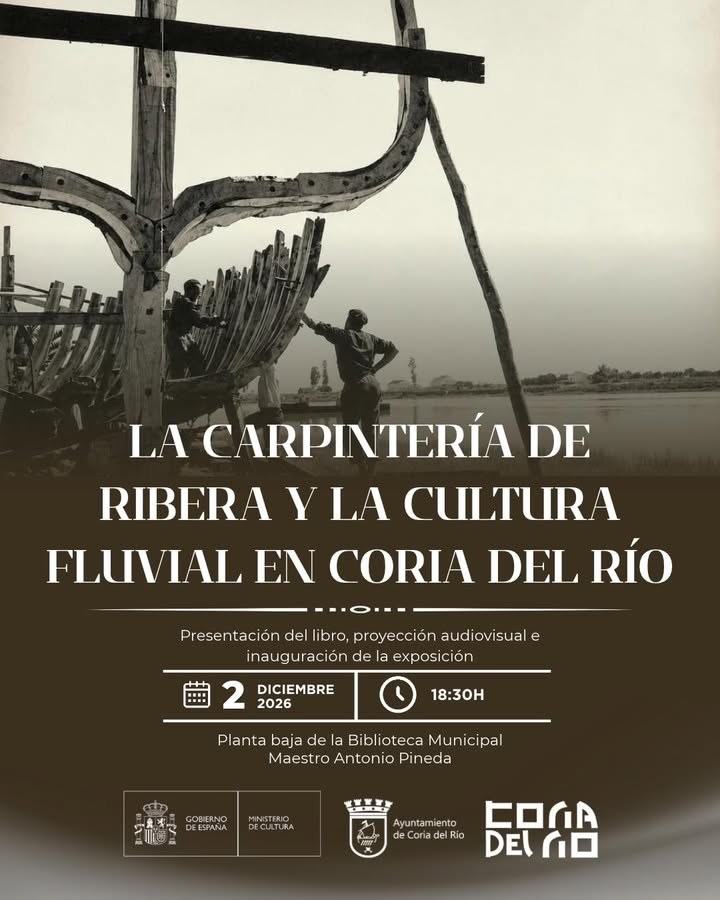 LA CARPINTERÍA DE
RIBERA Y LA CULTURA
FLUVIAL EN CORIA DEL RÍO
Presentación del libro, proyección audiovisual e
inauguración de la exposición
2 DICIEMBRE
2026
18:30H
Planta baja de la Biblioteca Municipal
Maestro Antonio Pineda
GOBIERNO
DE ESPAÑA
MINISTERIO
DE CULTURA
Ayuntamiento
de Coria del Río
CORIA
DEL RIO